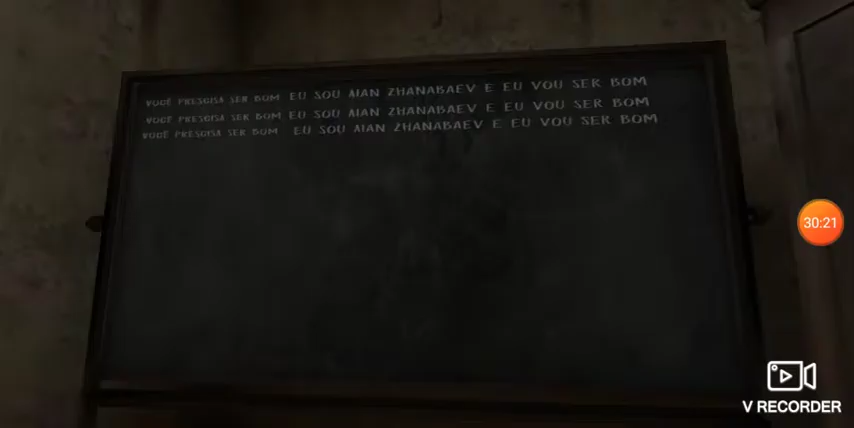 VOCÊ PRESCISA SER BOM EU SOU AIAN ZHANABAEV E EU VOU SER BOM
VOCÊ PRESCISA SER BOM EU SOU AIAN ZHANABAEV E EU VOU SER BOM
VOCÊ PRESCISA SER BOM EU SOU AIAN ZHANABAEV E EU VOU SER BOM
30:21
V RECORDER